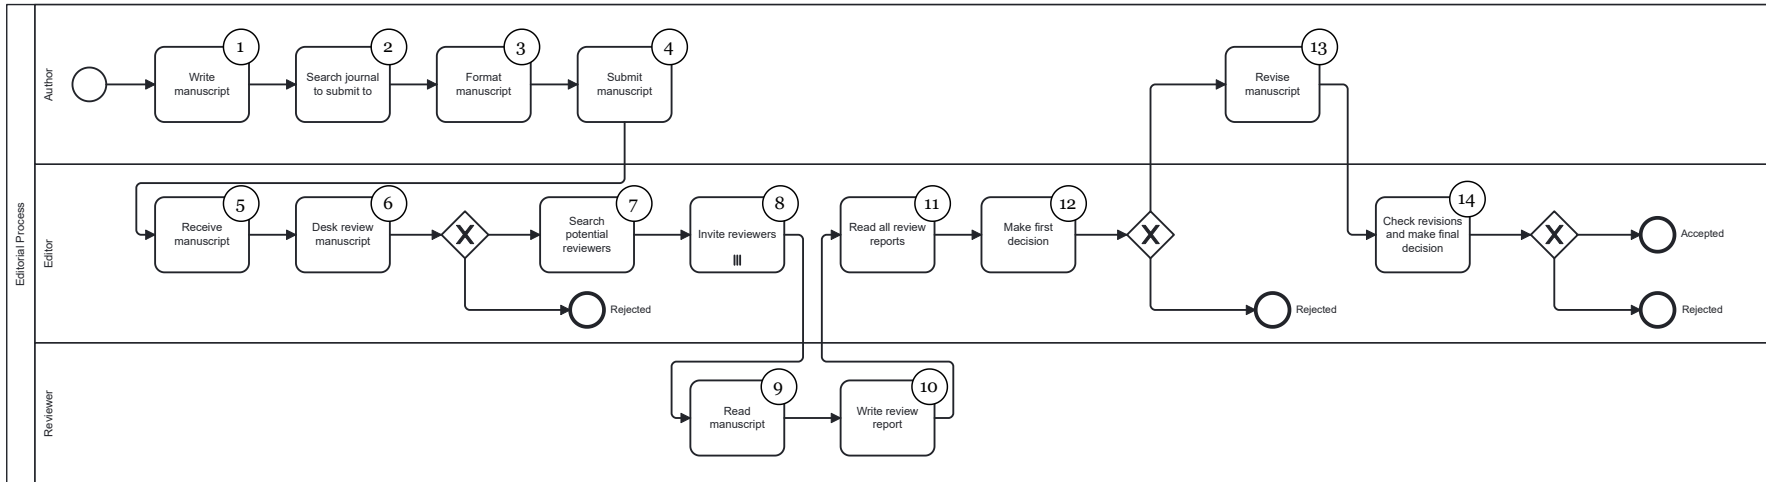 Editorial Process
Author
1
Write
manuscript
2
Search journal
to submit to
3
Format
manuscript
4
Submit
manuscript
13
Revise
manuscript
Editor
5
Receive
manuscript
6
Desk review
manuscript
X
7
Search
potential
reviewers
8
Invite reviewers
Rejected
11
Read all review
reports
12
Make first
decision
X
Rejected
14
Check revisions
and make final
decision
X
Accepted
Rejected
Reviewer
9
Read
manuscript
10
Write review
report